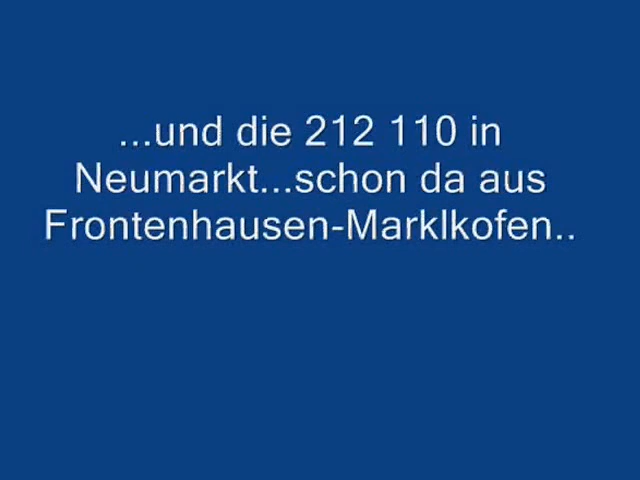 ...und die 212 110 in
Neumarkt...schon da aus
Frontenhausen-Marklkofen..